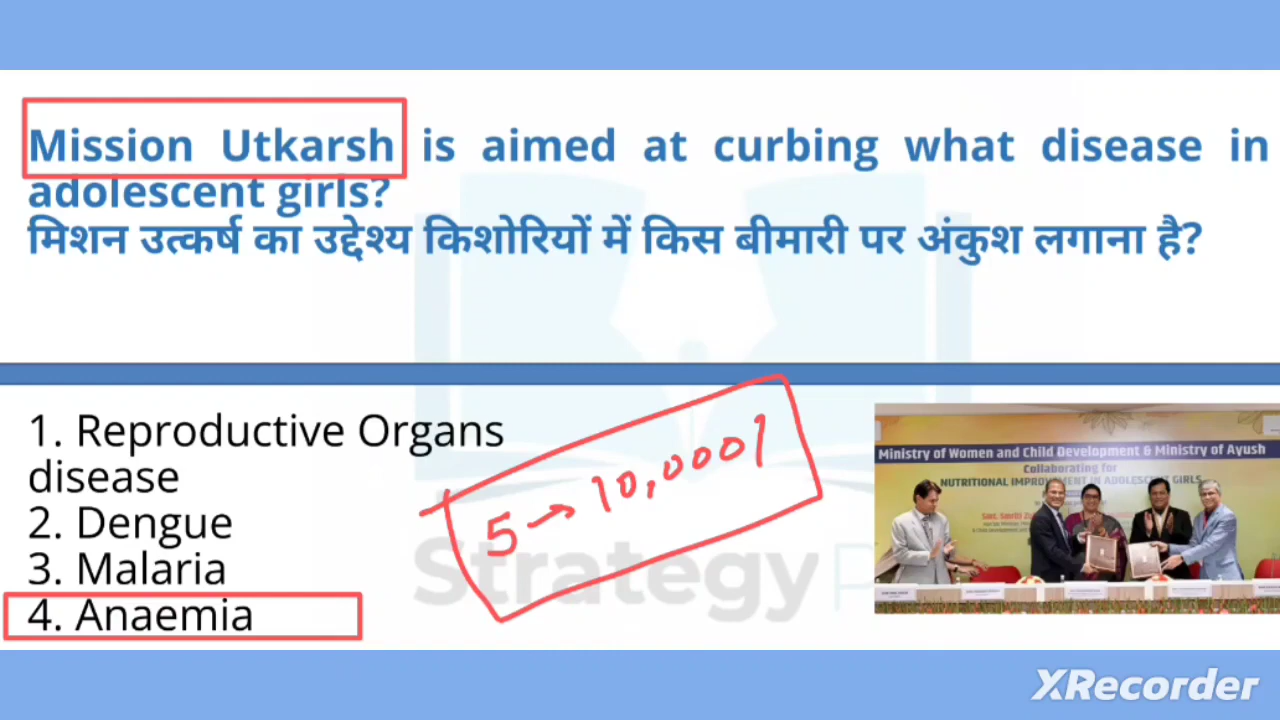 Mission Utkarsh is aimed at curbing what disease in
adolescent girls?
मिशन उत्कर्ष का उद्देश्य किशोरियों में किस बीमारी पर अंकुश लगाना है?
1. Reproductive Organs
disease
2. Dengue
3. Malaria
4. Anaemia
5 → 10,000/
Strategy
Ministry of Women and Child Development & Ministry of Ayush
Collaborating for
NUTRITIONAL IMPROVEMENT IN ADOLESCENT GIRLS
XRecorder